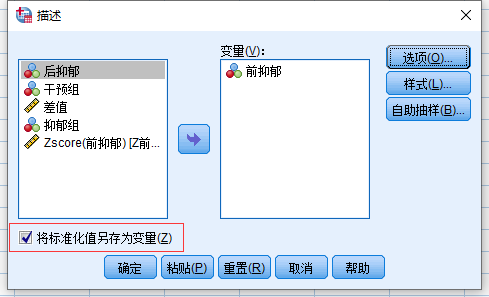 描述
变量(V):
后抑郁
干预组
差值
抑郁组
Zscore(前抑郁) [Z前...
前抑郁
选项(O)...
样式(L)...
自助抽样(B)...
将标准化值另存为变量(Z)
确定
粘贴(P)
重置(R)
取消
帮助